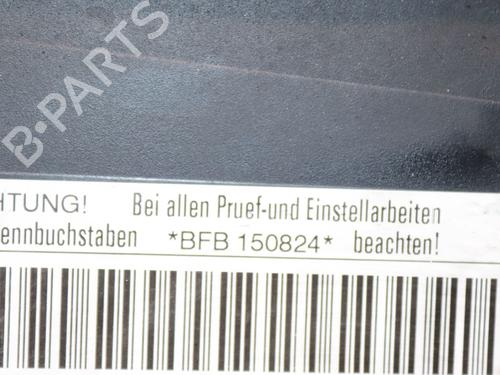 B-PARTS
HTUNG! Bei allen Pruef-und Einstellarbeiten
ennbuchstaben *BFB 150824* beachten!